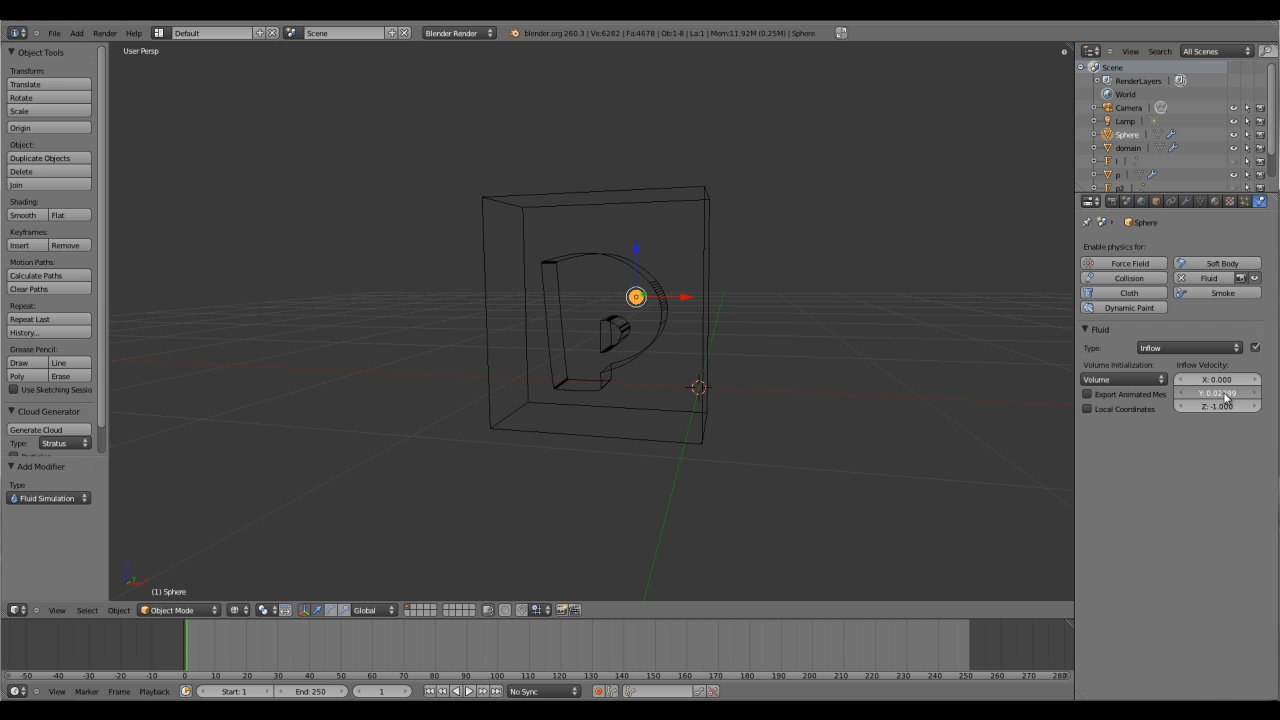 File Add Render Help Default Scene Blender Render blender.org 260.3 | Ve:6282 | Fa:4678 | Ob:1-8 | La:1 | Mem:11.92M (0.25M) | Sphere
Object Tools
Transform:
Translate
Rotate
Scale
Origin
Object:
Duplicate Objects
Delete
Join
Shading:
Smooth Flat
Keyframes:
Insert Remove
Motion Paths:
Calculate Paths
Clear Paths
Repeat:
Repeat Last
History...
Grease Pencil:
Draw Line
Poly Erase
Use Sketching Sessio
Cloud Generator
Generate Cloud
Type: Stratus
Add Modifier
Type
Fluid Simulation
User Persp
(1) Sphere
View Select Object Object Mode Global
-50 -40 -30 -20 -10 0 10 20 30 40 50 60 70 80 90 100 110 120 130 140 150 160 170 180 190 200 210 220 230 240 250 260 270 280
View Marker Frame Playback Start: 1 End: 250 1 No Sync
View Search All Scenes
Scene
RenderLayers |
World
Camera |
Lamp |
Sphere |
domain |
l |
p |
p2
Sphere
Enable physics for:
Force Field Soft Body
Collision Fluid
Cloth Smoke
Dynamic Paint
Fluid
Type: Inflow
Volume Initialization: Inflow Velocity:
Volume X: 0.000
Export Animated Mes
Local Coordinates Z: -1.000